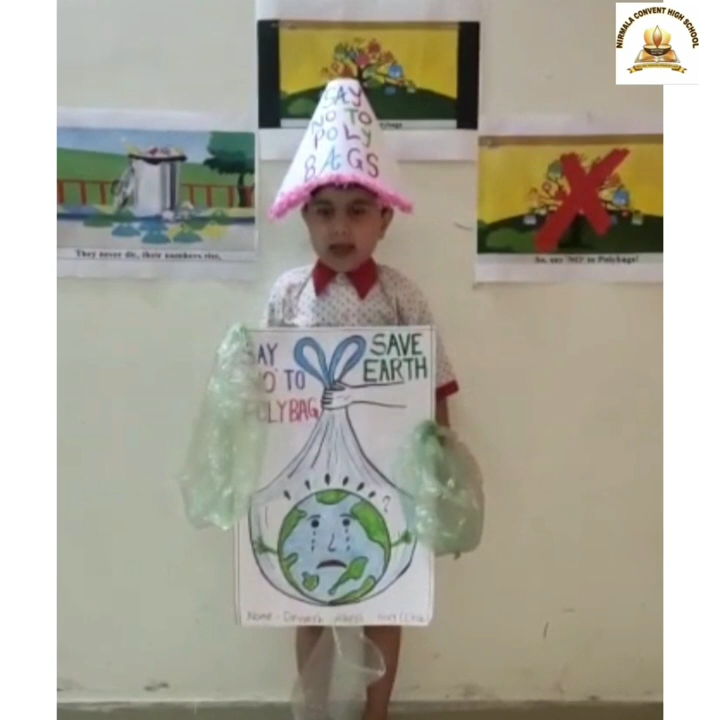 NIRMALA CONVENT HIGH SCHOOL
SAY
NO TO
POLY
BAGS
They never die, their numbers rise,
So, say 'NO' to Polybags!
SAY
'NO' TO
POLYBAG
SAVE
EARTH
?
Name -